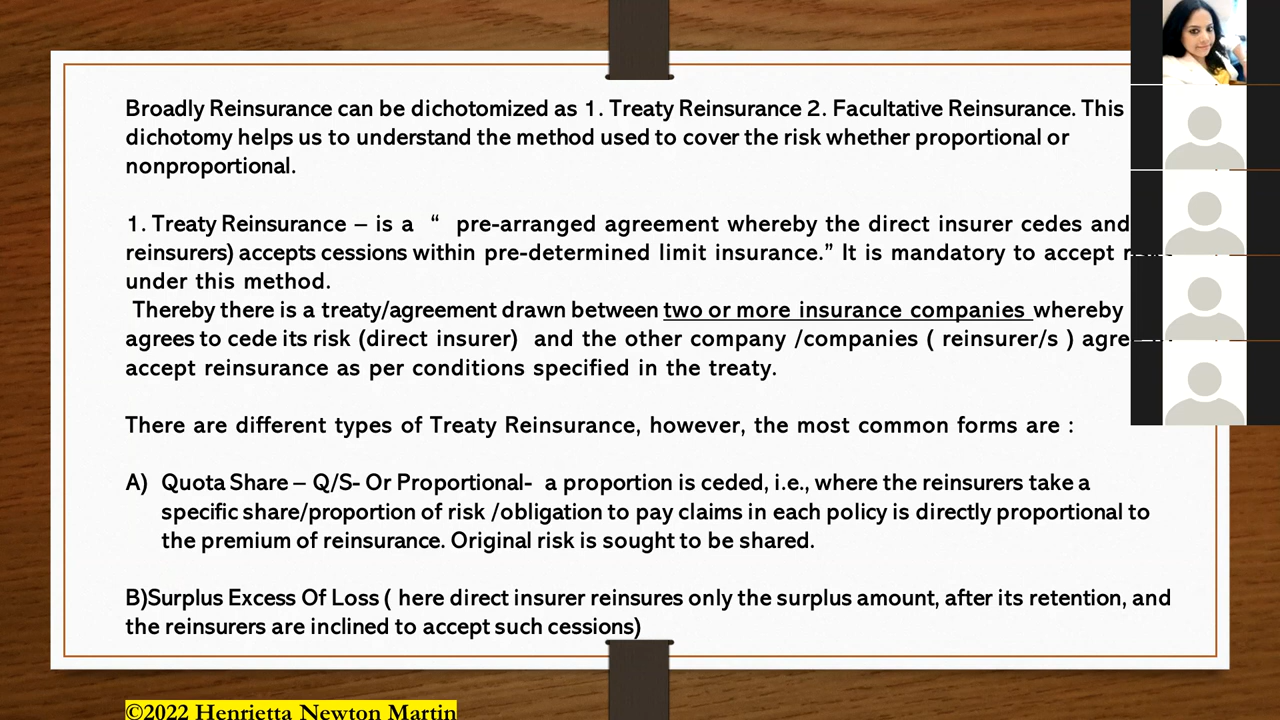 Broadly Reinsurance can be dichotomized as 1. Treaty Reinsurance 2. Facultative Reinsurance. This
dichotomy helps us to understand the method used to cover the risk whether proportional or
nonproportional.
1. Treaty Reinsurance – is a “ pre-arranged agreement whereby the direct insurer cedes and
reinsurers) accepts cessions within pre-determined limit insurance.” It is mandatory to accept
under this method.
Thereby there is a treaty/agreement drawn between two or more insurance companies whereby
agrees to cede its risk (direct insurer) and the other company /companies ( reinsurer/s )
accept reinsurance as per conditions specified in the treaty.
There are different types of Treaty Reinsurance, however, the most common forms are :
A) Quota Share – Q/S- Or Proportional- a proportion is ceded, i.e., where the reinsurers take a
specific share/proportion of risk /obligation to pay claims in each policy is directly proportional to
the premium of reinsurance. Original risk is sought to be shared.
B)Surplus Excess Of Loss ( here direct insurer reinsures only the surplus amount, after its retention, and
the reinsurers are inclined to accept such cessions)
©2022 Henrietta Newton Martin